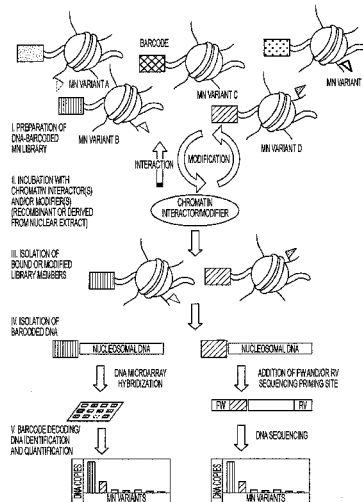 BARCODE
MN VARIANT A
MN VARIANT C
MN VARIANT
MN VARIANT B
MN VARIANT D
I. PREPARATION OF
DNA-BARCODED
MN LIBRARY
INTERACTION
MODIFICATION
II. INCUBATION WITH
CHROMATIN INTERACTOR(S)
AND/OR MODIFIER(S)
(RECOMBINANT OR DERIVED
FROM NUCLEAR EXTRACT)
CHROMATIN
INTERACTOR/MODIFIER
III. ISOLATION OF
BOUND OR MODIFIED
LIBRARY MEMBERS
IV. ISOLATION OF
BARCODED DNA
NUCLEOSOMAL DNA
NUCLEOSOMAL DNA
DNA MICROARRAY
HYBRIDIZATION
ADDITION OF FW AND/OR RV
SEQUENCING PRIMING SITE
FW
RV
V. BARCODE DECODING/
DNA IDENTIFICATION
AND QUANTIFICATION
DNA SEQUENCING
DNA-COPIES
MN VARIANTS
DNA-COPIES
MN VARIANTS